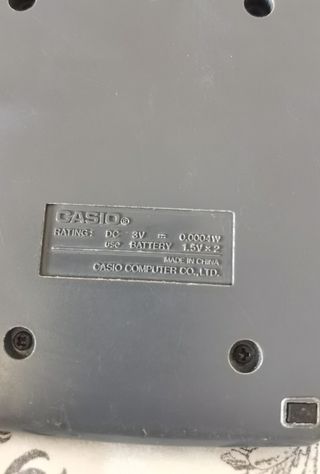 CASIO®
RATING: DC 3V ⎓ 0.0004W
USE BATTERY 1.5V×2
MADE IN CHINA
CASIO COMPUTER CO.,LTD.